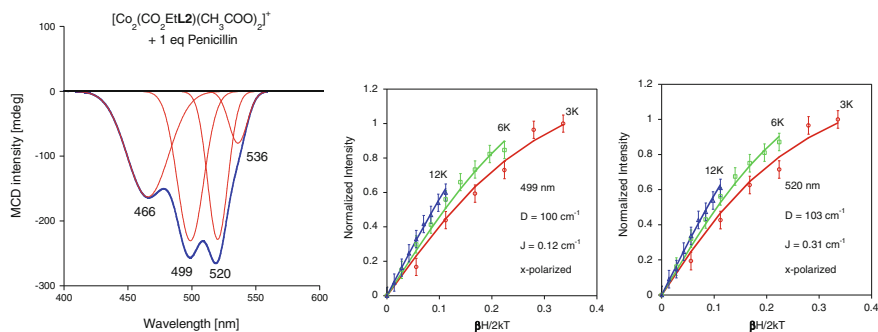 [Co₂(CO₂EtL2)(CH₃COO)₂]⁺
+ 1 eq Penicillin
MCD intensity [mdeg]
0
-100
-200
-300
466
499
520
536
400
450
500
550
600
Wavelength [nm]
Normalized Intensity
1.2
1
0.8
0.6
0.4
0.2
0
12K
6K
3K
499 nm
D = 100 cm⁻¹
J = 0.12 cm⁻¹
x-polarized
0
0.1
0.2
0.3
0.4
βH/2kT
Normalized Intensity
1.2
1
0.8
0.6
0.4
0.2
0
12K
6K
3K
520 nm
D = 103 cm⁻¹
J = 0.31 cm⁻¹
x-polarized
0
0.1
0.2
0.3
0.4
βH/2kT